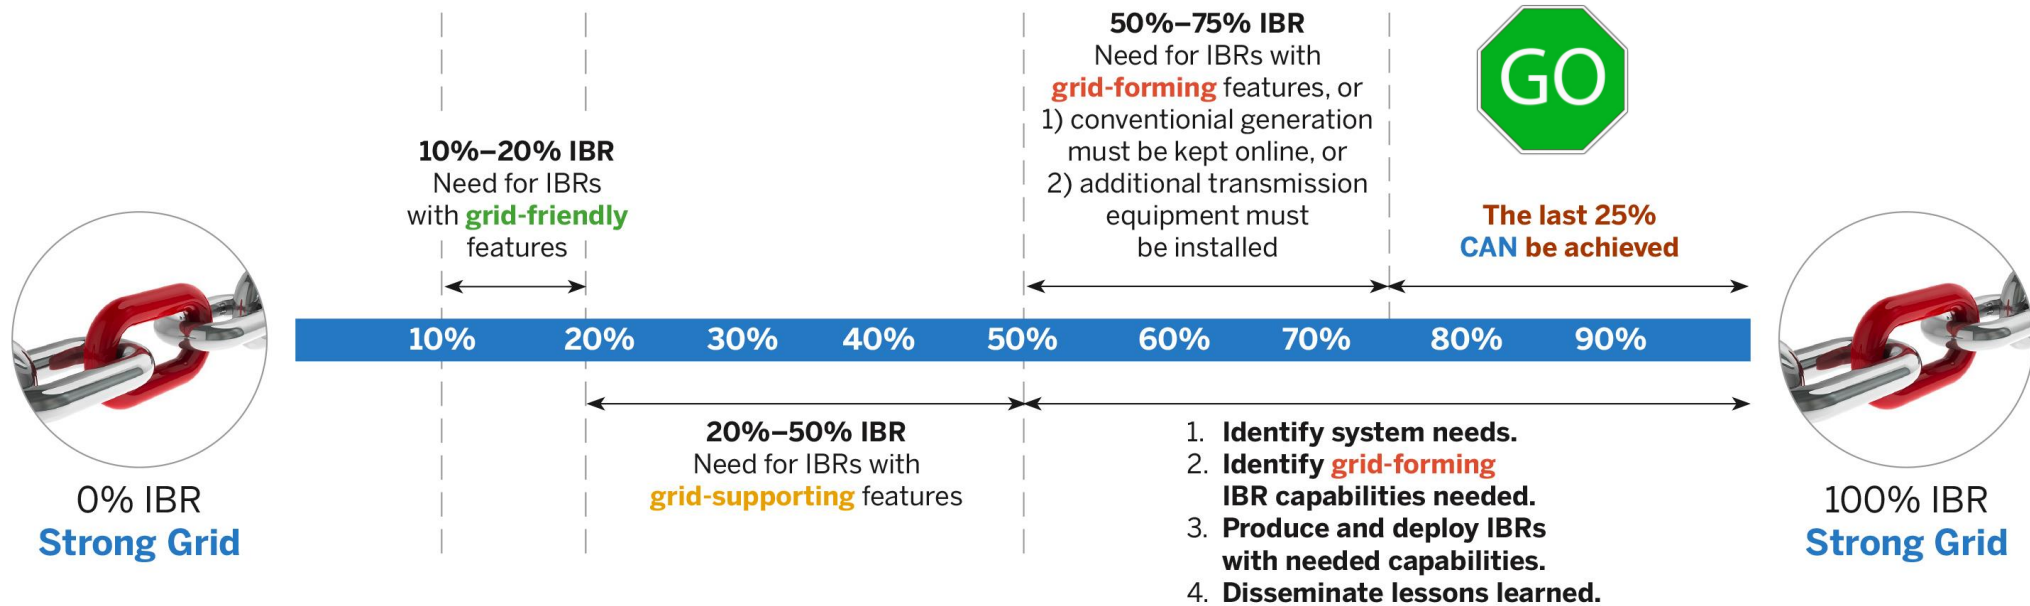 10%–20% IBR
Need for IBRs
with grid-friendly
features
50%–75% IBR
Need for IBRs with
grid-forming features, or
1) conventionial generation
must be kept online, or
2) additional transmission
equipment must
be installed
GO
The last 25%
CAN be achieved
10% 20% 30% 40% 50% 60% 70% 80% 90%
0% IBR
Strong Grid
20%–50% IBR
Need for IBRs with
grid-supporting features
1. Identify system needs.
2. Identify grid-forming
IBR capabilities needed.
3. Produce and deploy IBRs
with needed capabilities.
4. Disseminate lessons learned.
100% IBR
Strong Grid